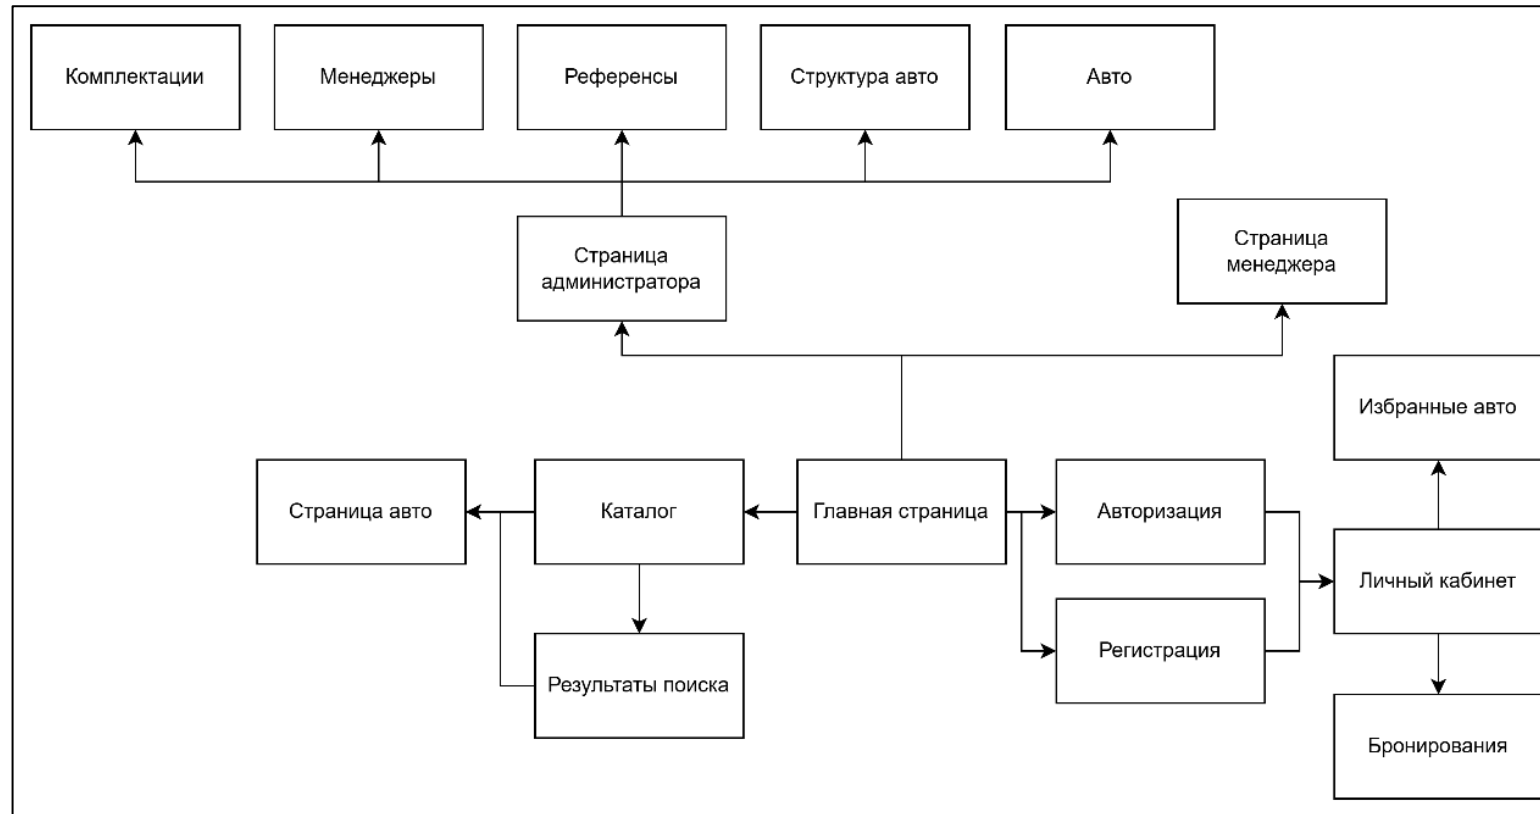 Комплектации
Менеджеры
Референсы
Структура авто
Авто
Страница
администратора
Страница
менеджера
Избранные авто
Страница авто
Каталог
Главная страница
Авторизация
Личный кабинет
Регистрация
Результаты поиска
Бронирования